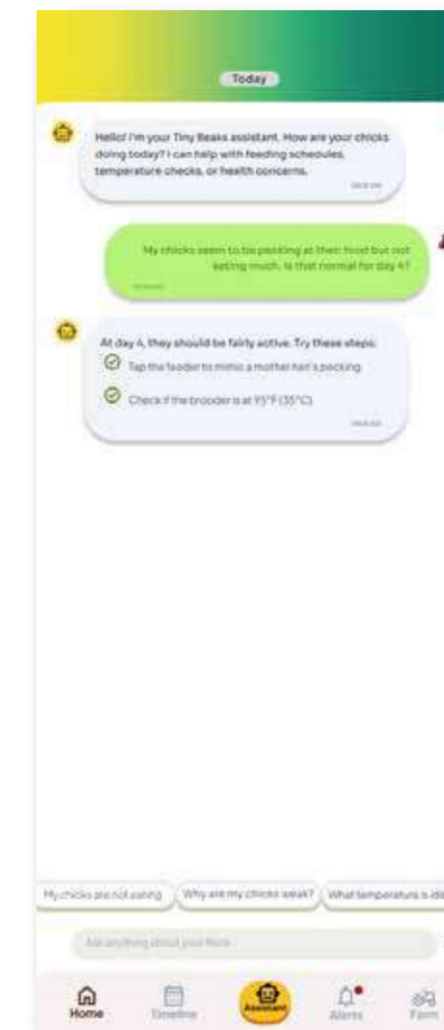 Today
Hello! I'm your Tiny Beaks assistant. How are your chicks
doing today? I can help with feeding schedules,
temperature checks, or health concerns.
My chicks seem to be pecking at their food but not
eating much. Is that normal for day 4?
At day 4, they should be fairly active. Try these steps:
Tap the feeder to mimic a mother hen's pecking
Check if the brooder is at 95°F (35°C)
My chicks are not eating
Why are my chicks weak?
What temperature is ide
Ask anything about your flock
Home
Timeline
Assistant
Alerts
Farm